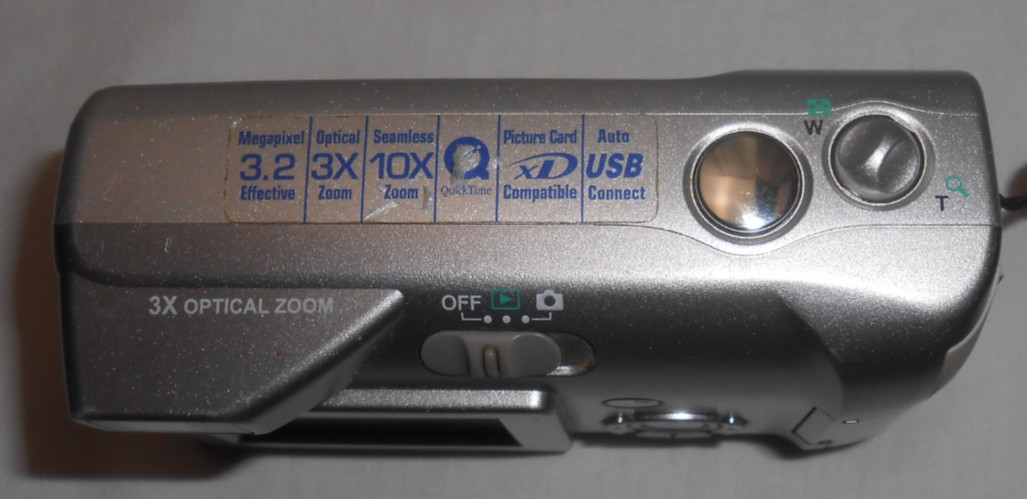 Megapixel
3.2
Effective
Optical
3X
Zoom
Seamless
10X
Zoom
Q
QuickTime
Picture Card
xD
Compatible
Auto
USB
Connect
W
T
3X OPTICAL ZOOM
OFF